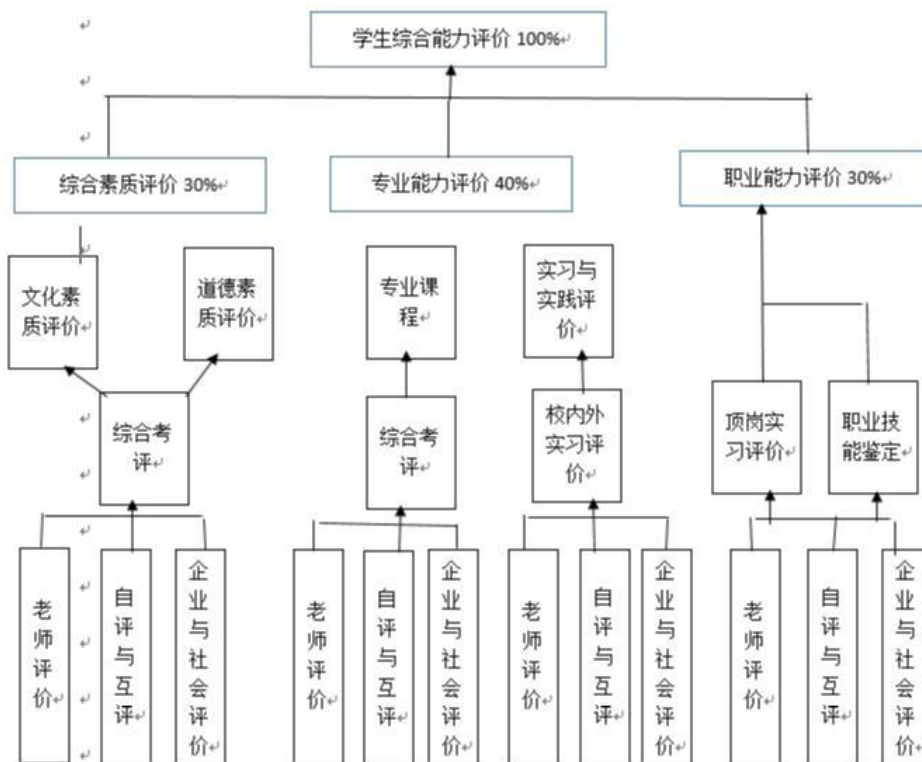 学生综合能力评价 100%
综合素质评价 30%
专业能力评价 40%
职业能力评价 30%
文化素
质评价
道德素
质评价
专业课
程
实习与
实践评
价
综合考
评
综合考
评
校内外
实习评
价
顶岗实
习评价
职业技
能鉴定
老师评价
自评与互评
企业与社会评价
老师评价
自评与互评
企业与社会评价
老师评价
自评与互评
企业与社会评价
老师评价
自评与互评
企业与社会评价